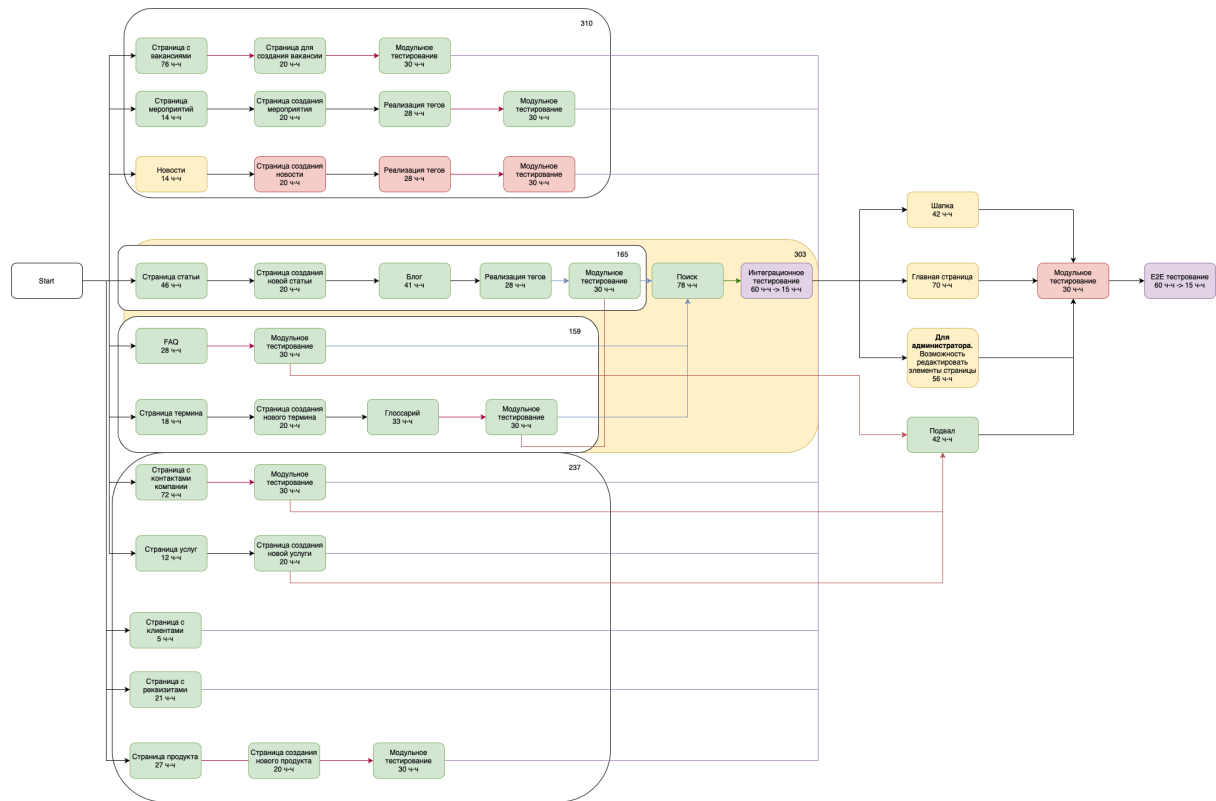 310
Страница с
вакансиями
76 ч-ч
Страница для
создания вакансии
20 ч-ч
Модульное
тестирование
30 ч-ч
Страница
мероприятий
14 ч-ч
Страница создания
мероприятия
20 ч-ч
Реализация тегов
28 ч-ч
Модульное
тестирование
30 ч-ч
Новости
14 ч-ч
Страница создания
новости
20 ч-ч
Реализация тегов
28 ч-ч
Модульное
тестирование
30 ч-ч
Шапка
42 ч-ч
165
303
Start
Страница статьи
46 ч-ч
Страница создания
новой статьи
20 ч-ч
Блог
41 ч-ч
Реализация тегов
28 ч-ч
Модульное
тестирование
30 ч-ч
Поиск
78 ч-ч
Интеграционное
тестирование
60 ч-ч -> 15 ч-ч
Главная страница
70 ч-ч
Модульное
тестирование
30 ч-ч
E2E тестрование
60 ч-ч -> 15 ч-ч
159
FAQ
28 ч-ч
Модульное
тестирование
30 ч-ч
Для
администратора.
Возможность
редактировать
элементы страницы
56 ч-ч
Страница термина
18 ч-ч
Страница создания
нового термина
20 ч-ч
Глоссарий
33 ч-ч
Модульное
тестирование
30 ч-ч
Подвал
42 ч-ч
237
Страница с
контактами
компании
72 ч-ч
Модульное
тестирование
30 ч-ч
Страница услуг
12 ч-ч
Страница создания
новой услуги
20 ч-ч
Страница с
клиентами
5 ч-ч
Страница с
реквизитами
21 ч-ч
Страница продукта
27 ч-ч
Страница создания
нового продукта
20 ч-ч
Модульное
тестирование
30 ч-ч